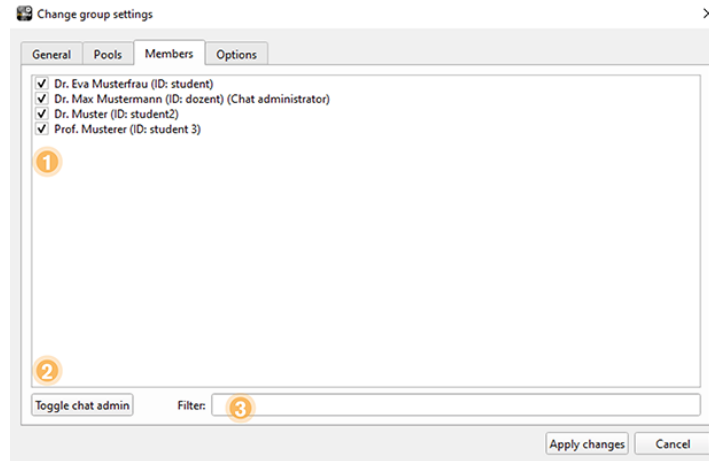 Change group settings
General Pools Members Options
Dr. Eva Musterfrau (ID: student)
Dr. Max Mustermann (ID: dozent) (Chat administrator)
Dr. Muster (ID: student2)
Prof. Musterer (ID: student 3)
1
2
Toggle chat admin Filter: 3
Apply changes Cancel